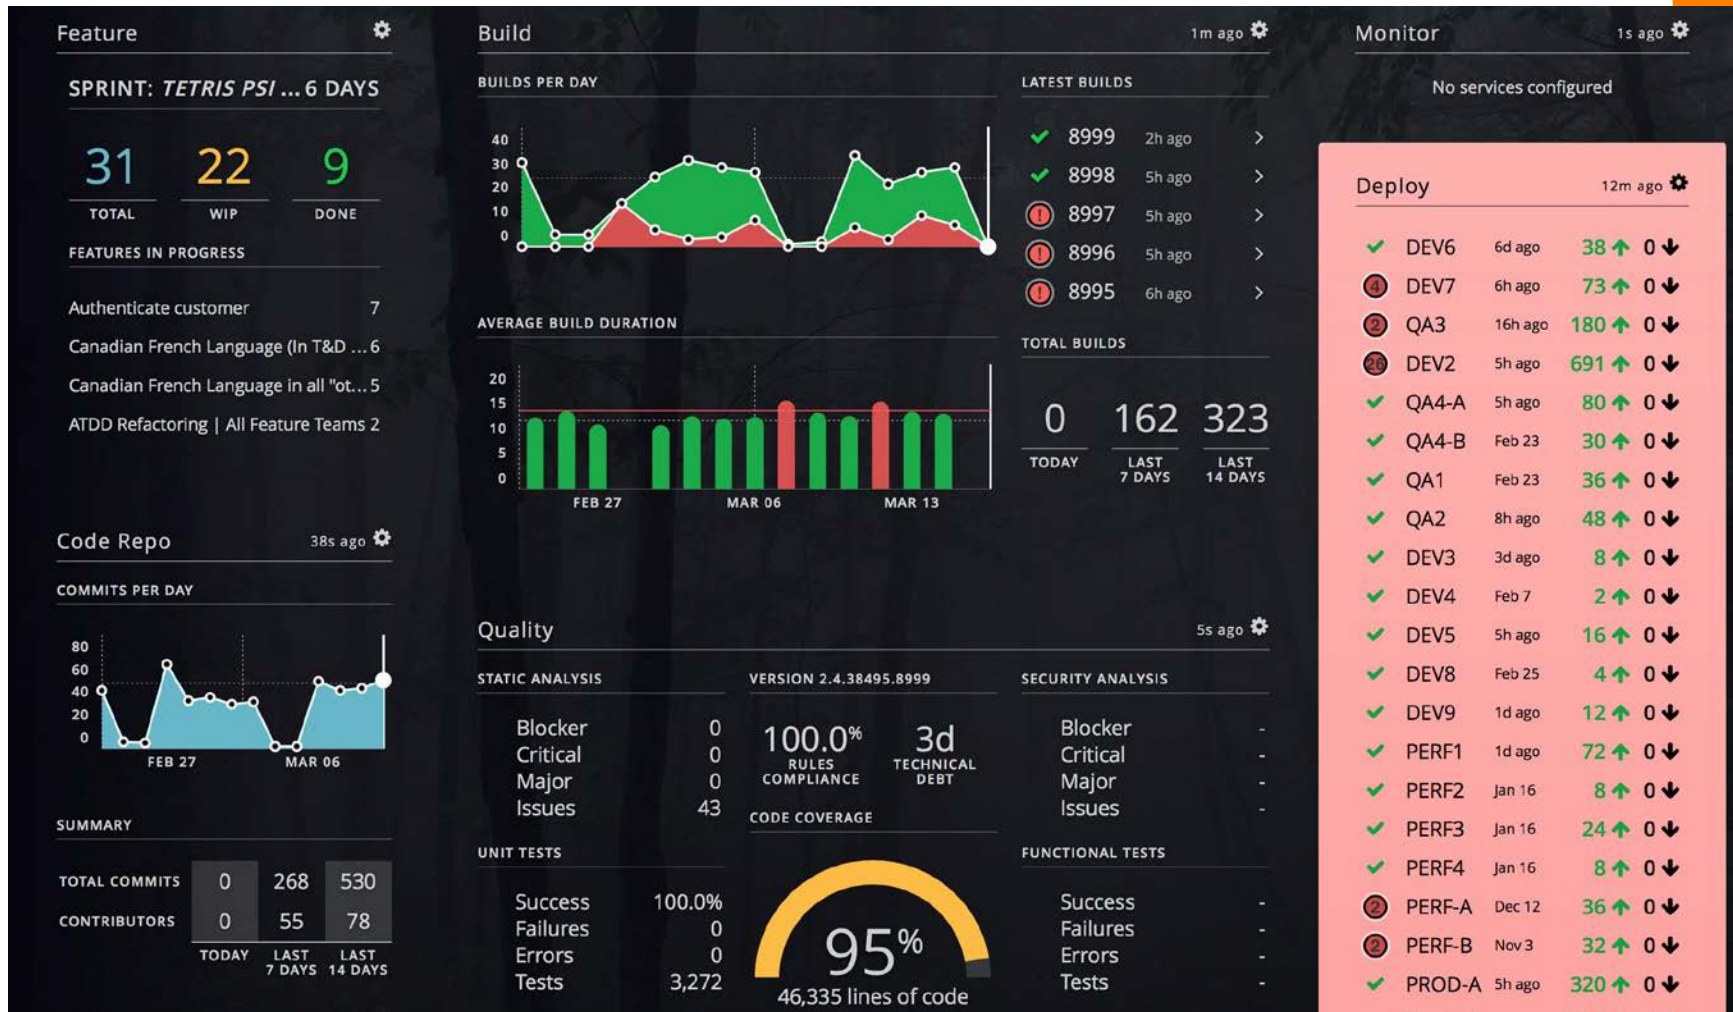 Feature
SPRINT: TETRIS PSI ... 6 DAYS
31 22 9
TOTAL WIP DONE
FEATURES IN PROGRESS
Authenticate customer 7
Canadian French Language (In T&D ... 6
Canadian French Language in all "ot... 5
ATDD Refactoring | All Feature Teams 2
Code Repo 38s ago
COMMITS PER DAY
80
60
40
20
0
FEB 27 MAR 06
SUMMARY
TOTAL COMMITS 0 268 530
CONTRIBUTORS 0 55 78
TODAY LAST 7 DAYS LAST 14 DAYS
Build 1m ago
BUILDS PER DAY
40
30
20
10
0
AVERAGE BUILD DURATION
20
15
10
5
0
FEB 27 MAR 06 MAR 13
LATEST BUILDS
8999 2h ago >
8998 5h ago >
! 8997 5h ago >
! 8996 5h ago >
! 8995 6h ago >
TOTAL BUILDS
0 162 323
TODAY LAST 7 DAYS LAST 14 DAYS
Quality 5s ago
STATIC ANALYSIS
Blocker 0
Critical 0
Major 0
Issues 43
UNIT TESTS
Success 100.0%
Failures 0
Errors 0
Tests 3,272
VERSION 2.4.38495.8999
100.0% 3d
RULES COMPLIANCE TECHNICAL DEBT
CODE COVERAGE
95%
46,335 lines of code
SECURITY ANALYSIS
Blocker -
Critical -
Major -
Issues -
FUNCTIONAL TESTS
Success -
Failures -
Errors -
Tests -
Monitor 1s ago
No services configured
Deploy 12m ago
DEV6 6d ago 38 0
4 DEV7 6h ago 73 0
2 QA3 16h ago 180 0
26 DEV2 5h ago 691 0
QA4-A 5h ago 80 0
QA4-B Feb 23 30 0
QA1 Feb 23 36 0
QA2 8h ago 48 0
DEV3 3d ago 8 0
DEV4 Feb 7 2 0
DEV5 5h ago 16 0
DEV8 Feb 25 4 0
DEV9 1d ago 12 0
PERF1 1d ago 72 0
PERF2 Jan 16 8 0
PERF3 Jan 16 24 0
PERF4 Jan 16 8 0
2 PERF-A Dec 12 36 0
2 PERF-B Nov 3 32 0
PROD-A 5h ago 320 0